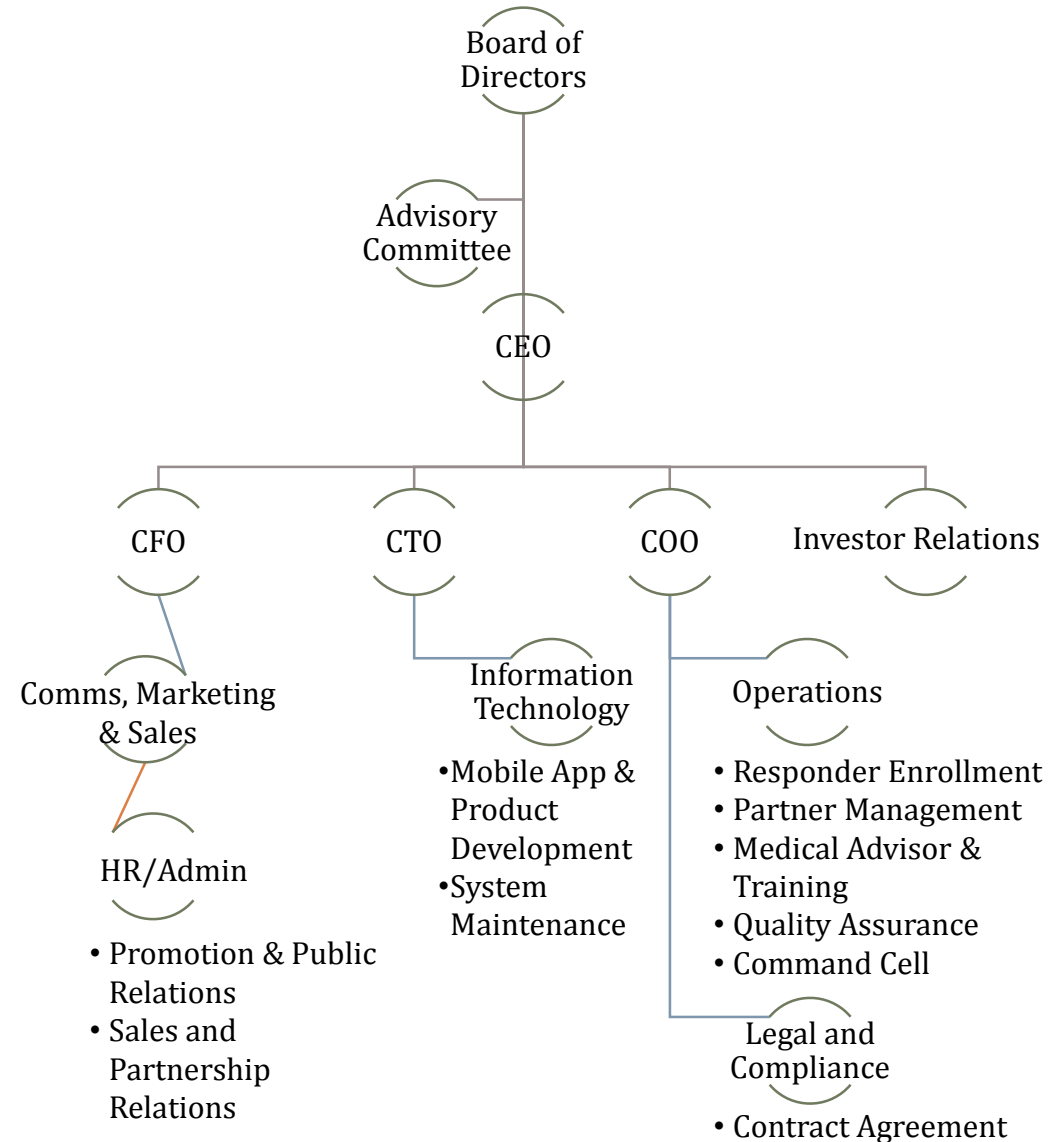 Board of
Directors
Advisory
Committee
CEO
CFO
CTO
COO
Investor Relations
Comms, Marketing
& Sales
HR/Admin
• Promotion & Public
Relations
• Sales and
Partnership
Relations
Information
Technology
•Mobile App &
Product
Development
•System
Maintenance
Operations
• Responder Enrollment
• Partner Management
• Medical Advisor &
Training
• Quality Assurance
• Command Cell
Legal and
Compliance
• Contract Agreement